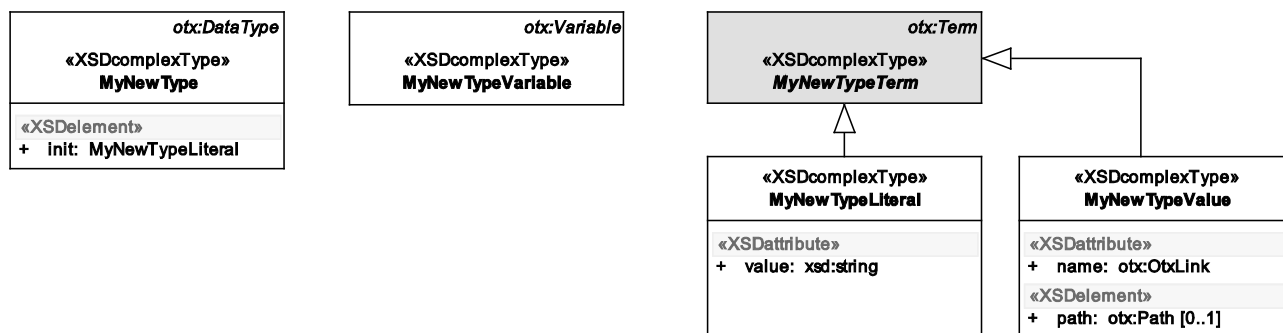 otx:DataType
«XSDcomplexType»
MyNewType
«XSDelement»
+ init: MyNewTypeLiteral
otx:Variable
«XSDcomplexType»
MyNewTypeVariable
otx:Term
«XSDcomplexType»
MyNewTypeTerm
«XSDcomplexType»
MyNewTypeLiteral
«XSDattribute»
+ value: xsd:string
«XSDcomplexType»
MyNewTypeValue
«XSDattribute»
+ name: otx:OtxLink
«XSDelement»
+ path: otx:Path [0..1]